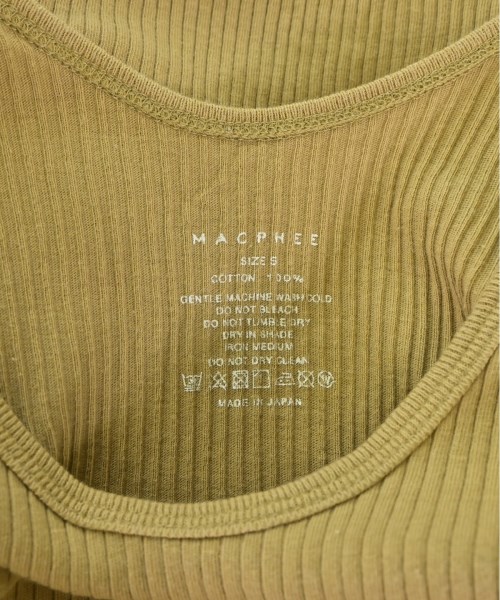 MACPHEE
SIZE S
COTTON 100%
GENTLE MACHINE WASH COLD
DO NOT BLEACH
DO NOT TUMBLE DRY
DRY IN SHADE
IRON MEDIUM
DO NOT DRY CLEAN
MADE IN JAPAN